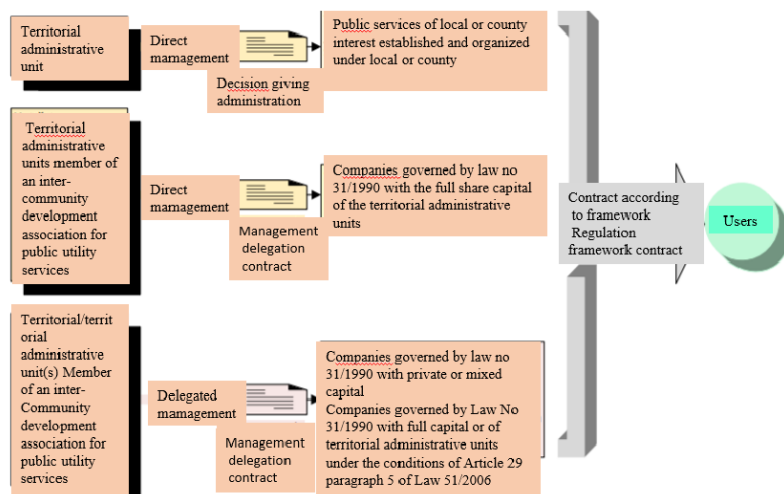 Territorial
administrative
unit
Direct
management
Decision giving
administration
Public services of local or county
interest established and organized
under local or county
Territorial
administrative
units member of
an inter-
community
development
association for
public utility
services
Direct
management
Management
delegation
contract
Companies governed by law no
31/1990 with the full share capital
of the territorial administrative
units
Territorial/territ
orial
administrative
unit(s) Member
of an inter-
Community
development
association for
public utility
services
Delegated
management
Management
delegation
contract
Companies governed by law no
31/1990 with private or mixed
capital
Companies governed by Law No
31/1990 with full capital or of
territorial administrative units
under the conditions of Article 29
paragraph 5 of Law 51/2006
Contract according
to framework
Regulation
framework contract
Users